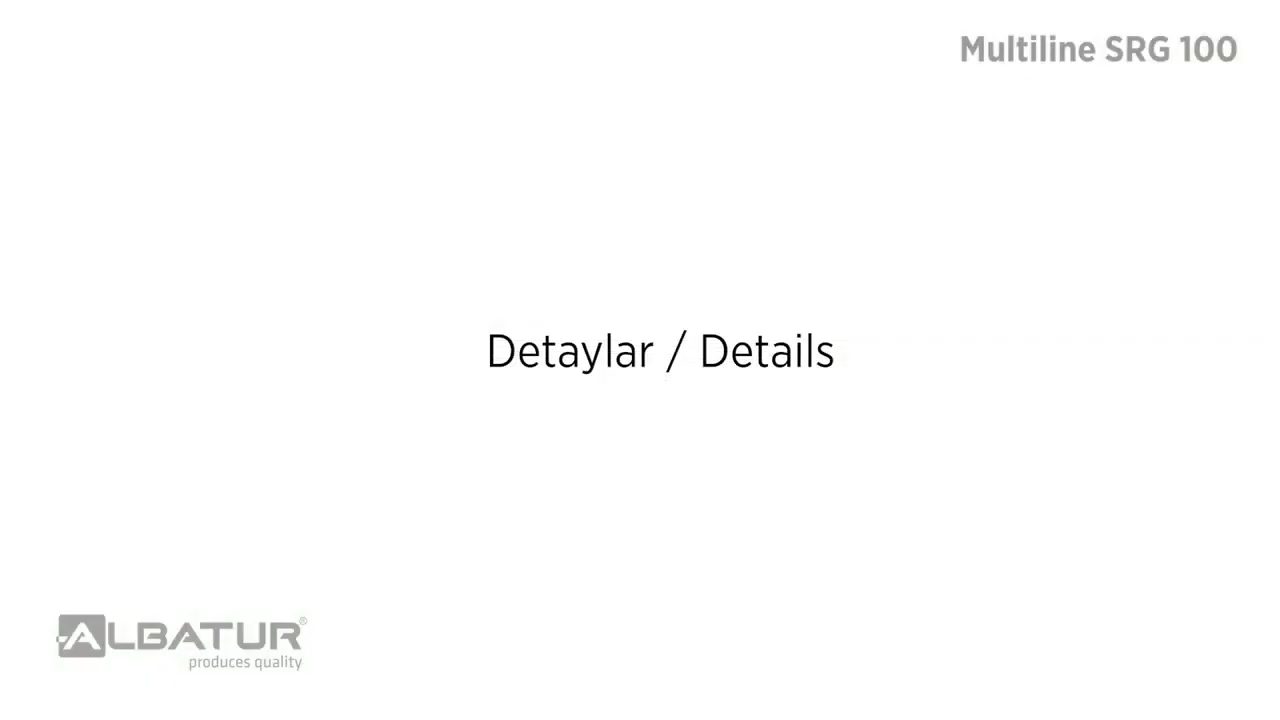 Multiline SRG 100
Detaylar / Details
ALBATUR®
produces quality